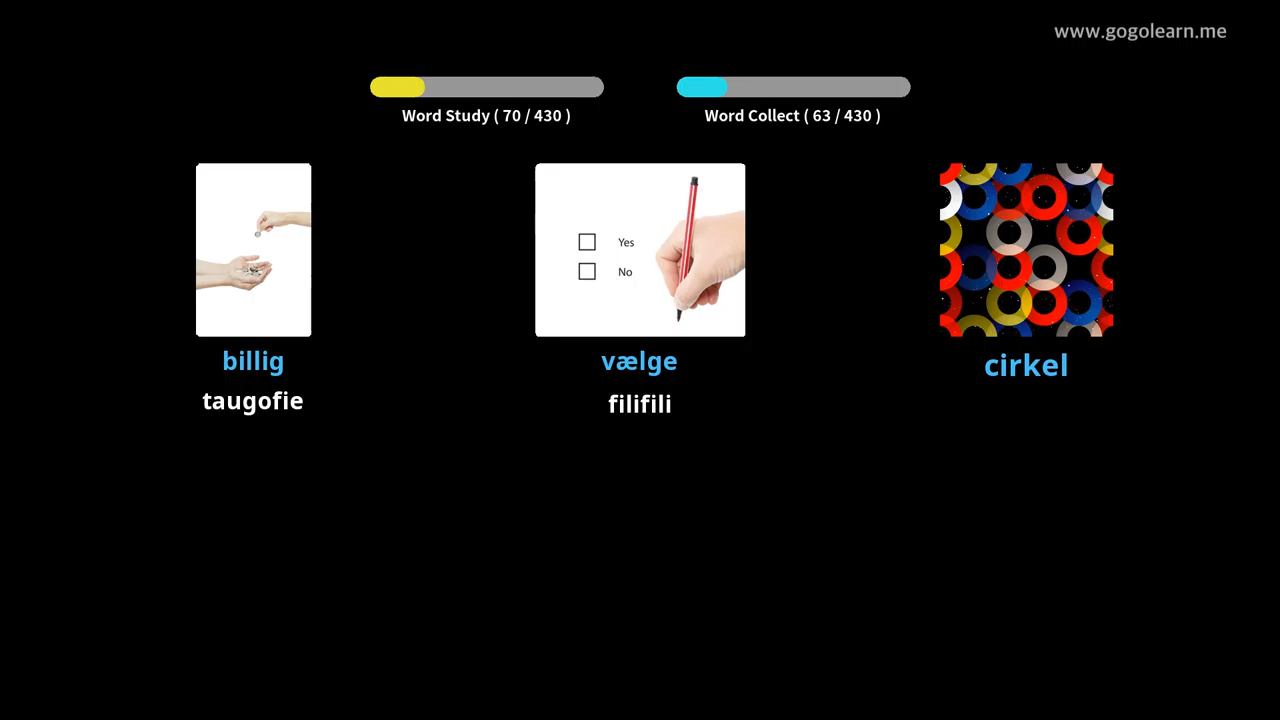 www.gogolearn.me
Word Study ( 70 / 430 )
Word Collect ( 63 / 430 )
Yes
No
billig
vælge
cirkel
taugofie
filifili